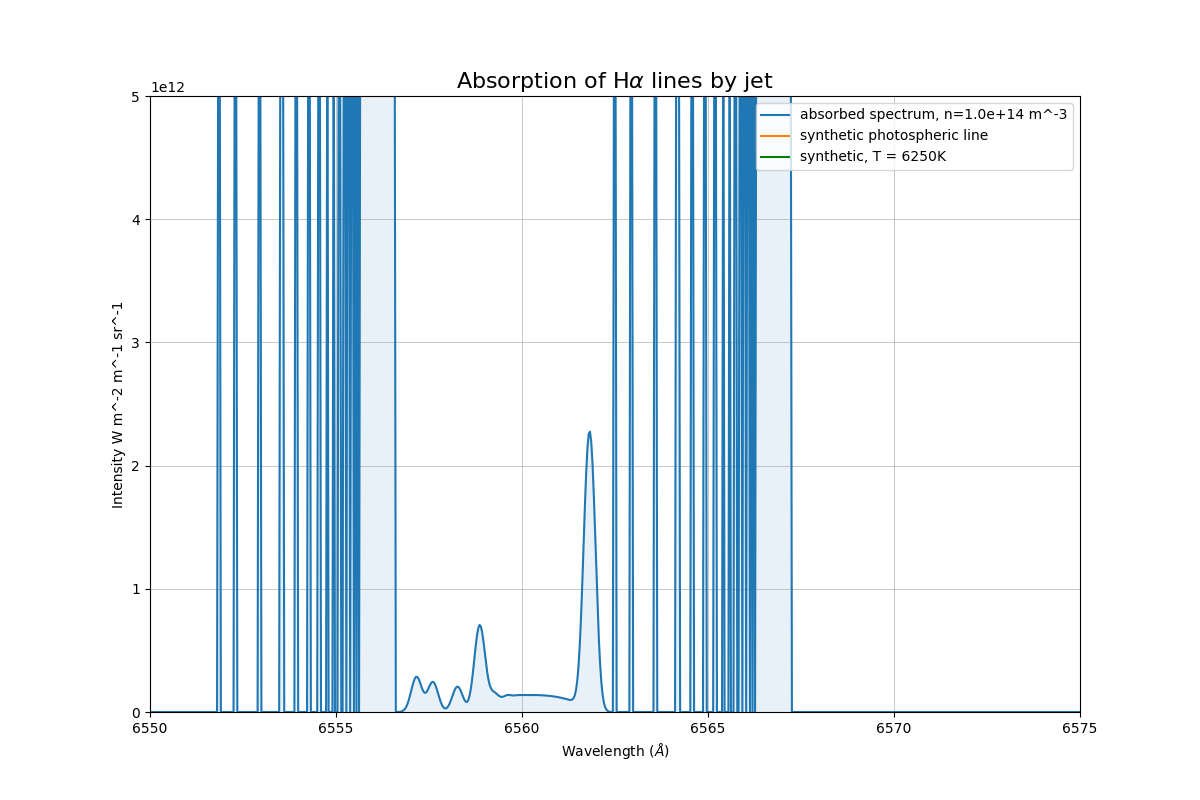 Absorption of Hα lines by jet
1e12
5
4
3
2
1
0
Intensity W m^-2 m^-1 sr^-1
absorbed spectrum, n=1.0e+14 m^-3
synthetic photospheric line
synthetic, T = 6250K
6550 6555 6560 6565 6570 6575
Wavelength (Å)